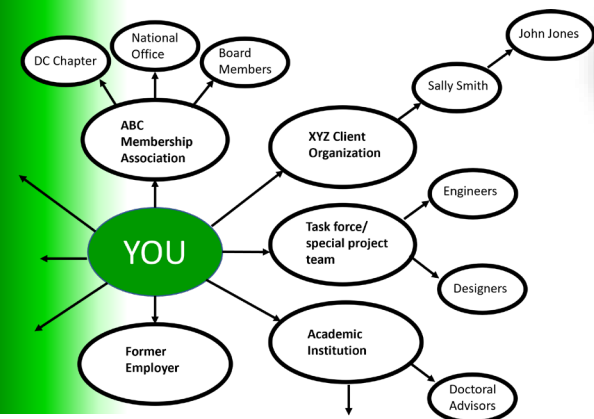 John Jones
National
Office
DC Chapter
Board
Members
Sally Smith
ABC
Membership
Association
XYZ Client
Organization
Engineers
YOU
Task force/
special project
team
Designers
Former
Employer
Academic
Institution
Doctoral
Advisors